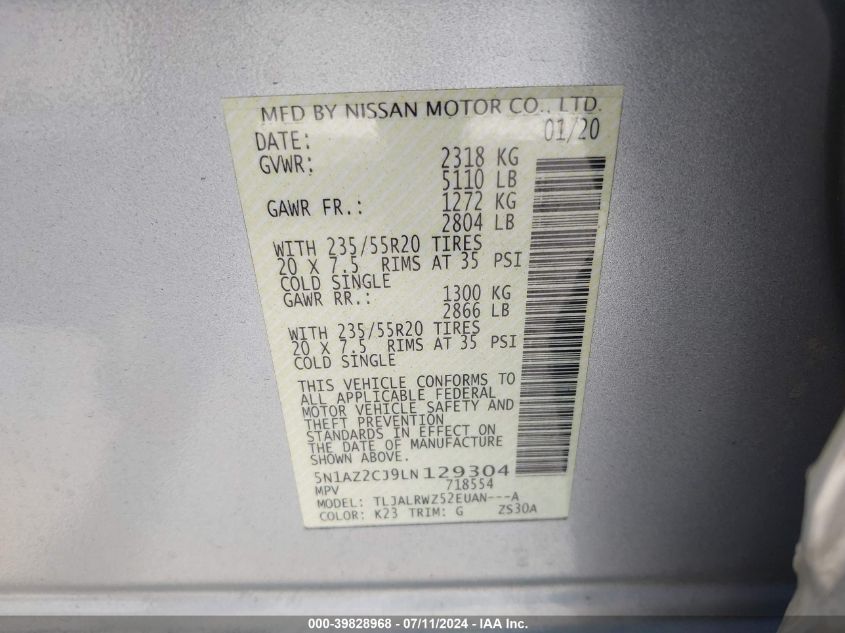 MFD BY NISSAN MOTOR CO., LTD.
DATE: 01/20
GVWR: 2318 KG
5110 LB
GAWR FR.: 1272 KG
2804 LB
WITH 235/55R20 TIRES
20 X 7.5 RIMS AT 35 PSI
COLD SINGLE
GAWR RR.: 1300 KG
2866 LB
WITH 235/55R20 TIRES
20 X 7.5 RIMS AT 35 PSI
COLD SINGLE
THIS VEHICLE CONFORMS TO
ALL APPLICABLE FEDERAL
MOTOR VEHICLE SAFETY AND
THEFT PREVENTION
STANDARDS IN EFFECT ON
THE DATE OF MANUFACTURE
SHOWN ABOVE.
5N1AZ2CJ9LN129304
MPV 718554
MODEL: TLJALRWZ52EUAN---A
COLOR: K23 TRIM: G ZS30A
000-39828968 - 07/11/2024 - IAA Inc.